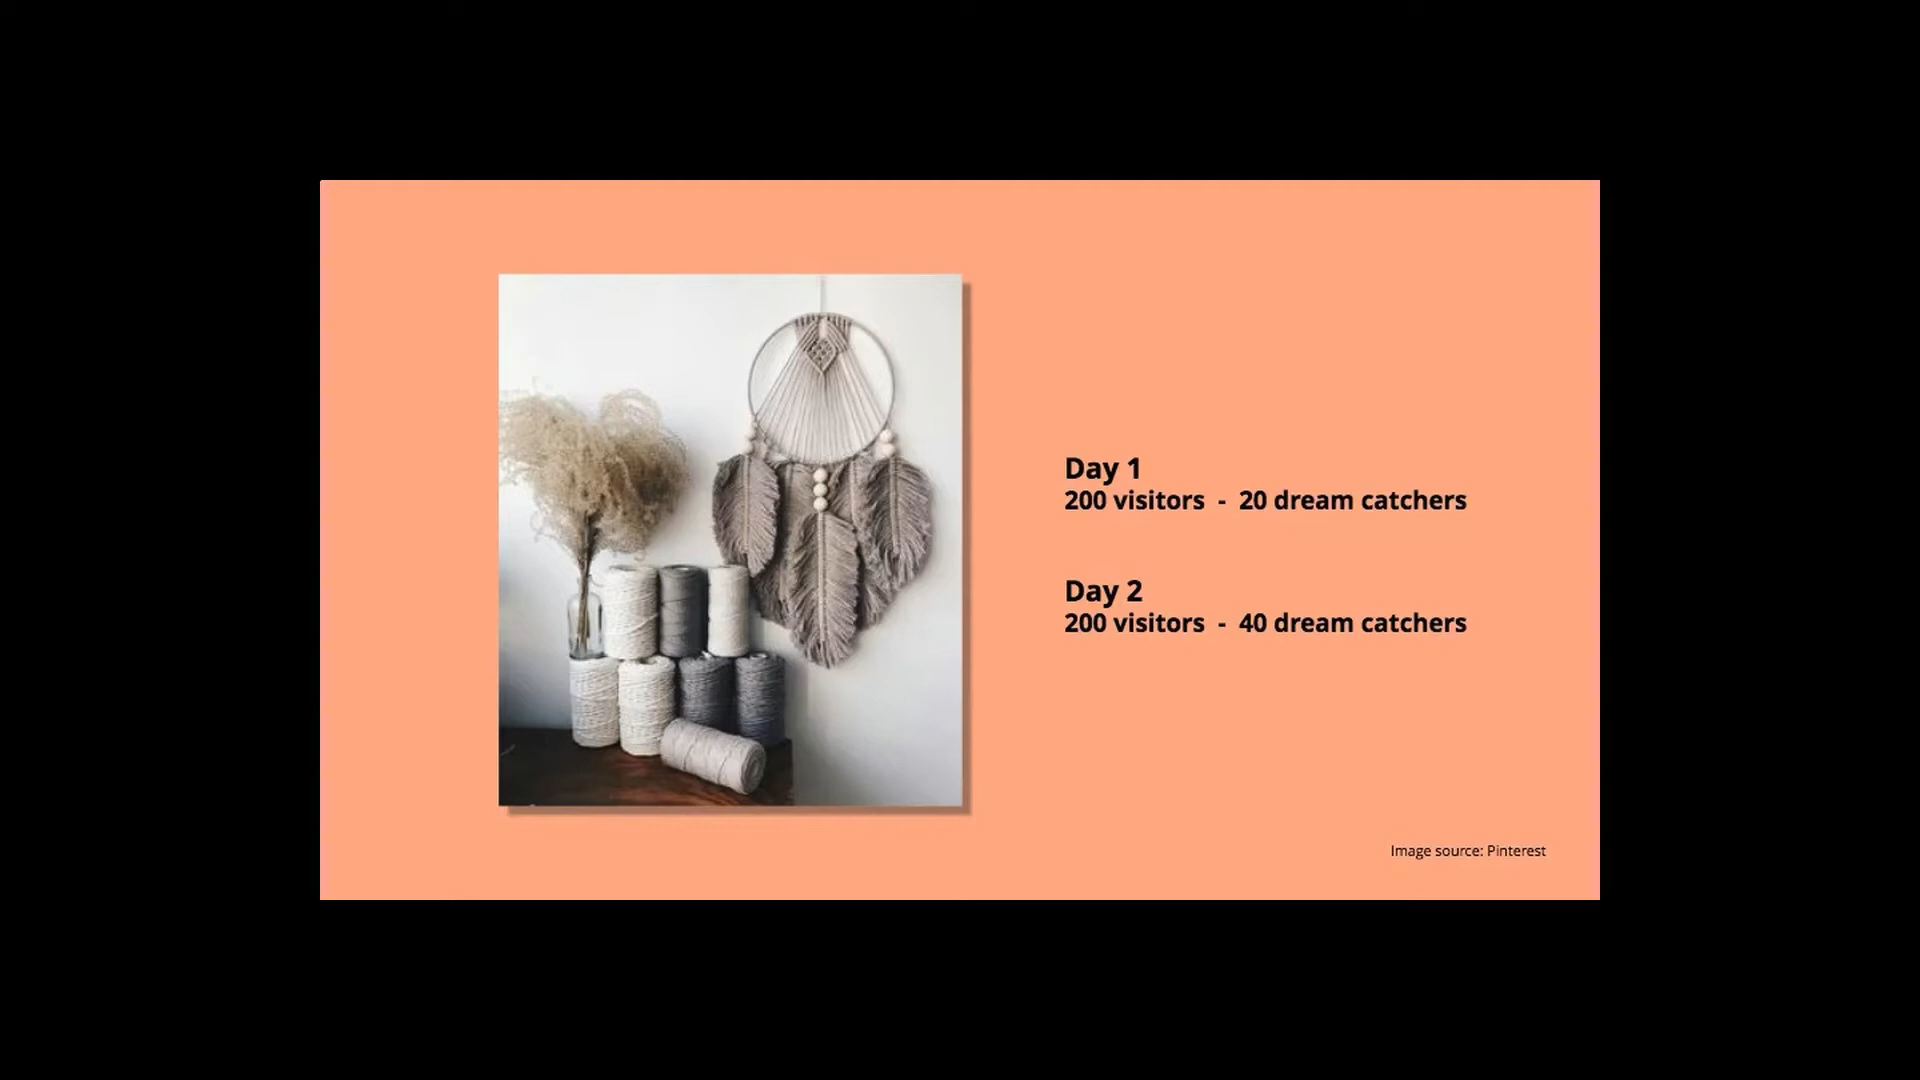 Day 1
200 visitors - 20 dream catchers
Day 2
200 visitors - 40 dream catchers
Image source: Pinterest